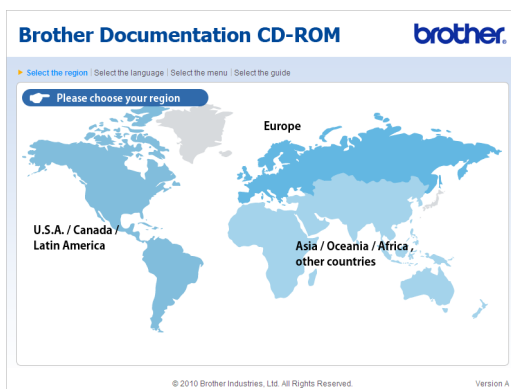 Brother Documentation CD-ROM
brother.
Select the region | Select the language | Select the menu | Select the guide
Please choose your region
Europe
U.S.A. / Canada /
Latin America
Asia / Oceania / Africa ,
other countries
© 2010 Brother Industries, Ltd. All Rights Reserved.
Version A